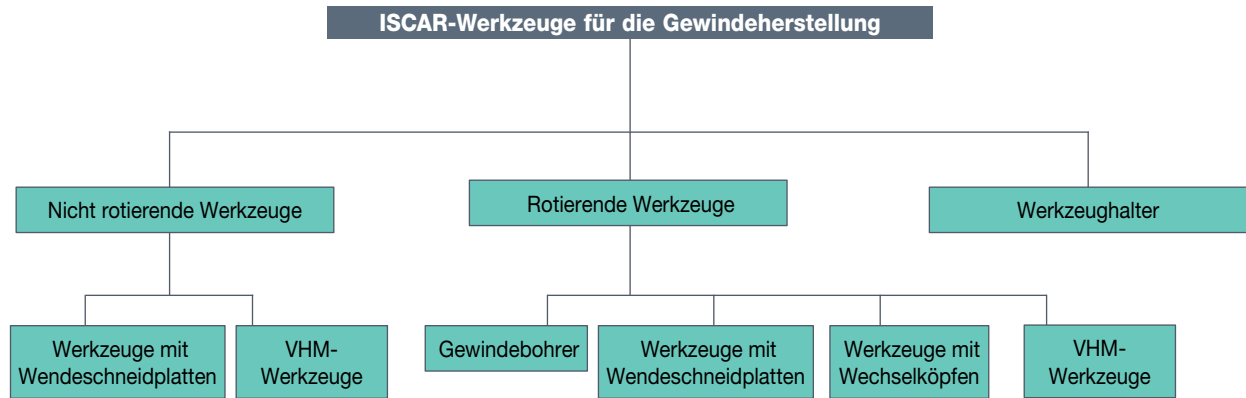 ISCAR-Werkzeuge für die Gewindeherstellung
Nicht rotierende Werkzeuge
Rotierende Werkzeuge
Werkzeughalter
Werkzeuge mit
Wendeschneidplatten
VHM-
Werkzeuge
Gewindebohrer
Werkzeuge mit
Wendeschneidplatten
Werkzeuge mit
Wechselköpfen
VHM-
Werkzeuge